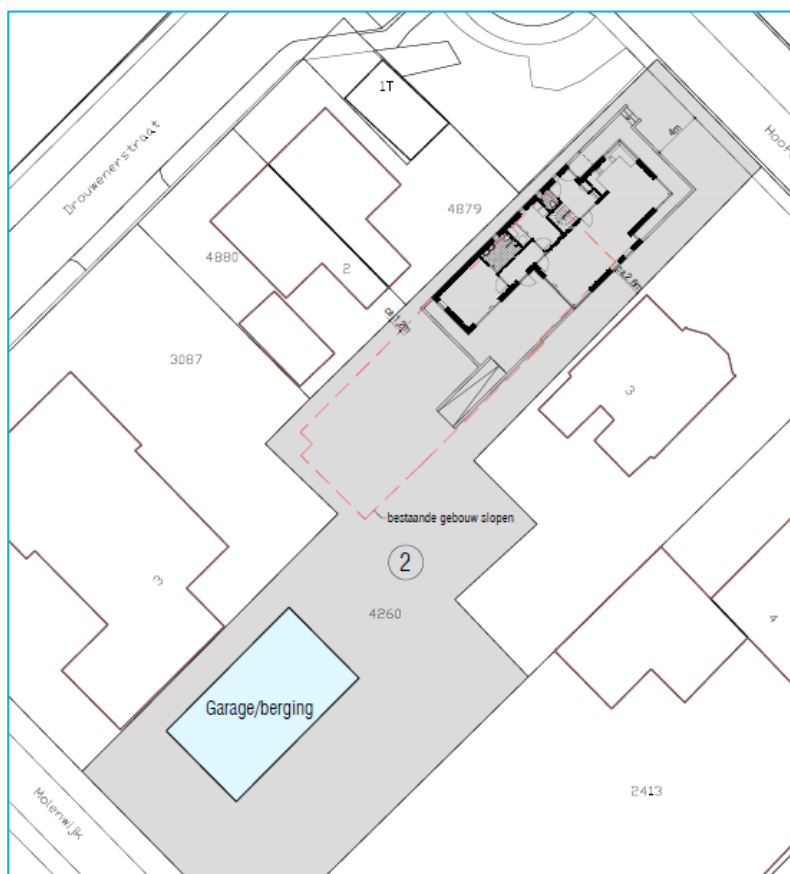 1T
Drouwenerstraat
4m
4879
4880
2
3087
3
bestaande gebouw slopen
2
3
4260
4
Garage/berging
2413
Molenwijk